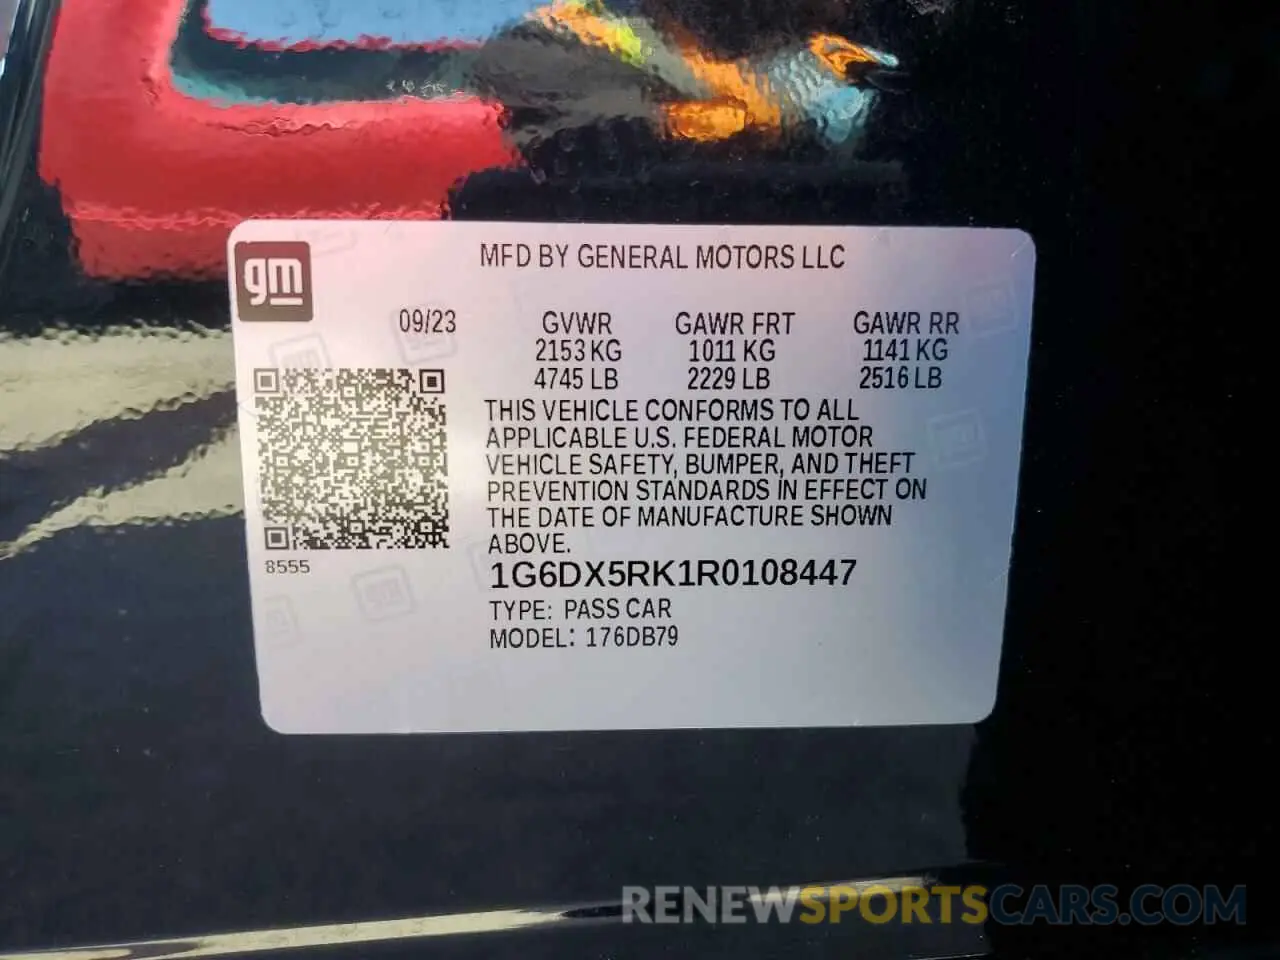 gm
MFD BY GENERAL MOTORS LLC
09/23
GVWR GAWR FRT GAWR RR
2153 KG 1011 KG 1141 KG
4745 LB 2229 LB 2516 LB
THIS VEHICLE CONFORMS TO ALL
APPLICABLE U.S. FEDERAL MOTOR
VEHICLE SAFETY, BUMPER, AND THEFT
PREVENTION STANDARDS IN EFFECT ON
THE DATE OF MANUFACTURE SHOWN
ABOVE.
8555
1G6DX5RK1R0108447
TYPE: PASS CAR
MODEL: 176DB79
RENEWSPORTSCARS.COM